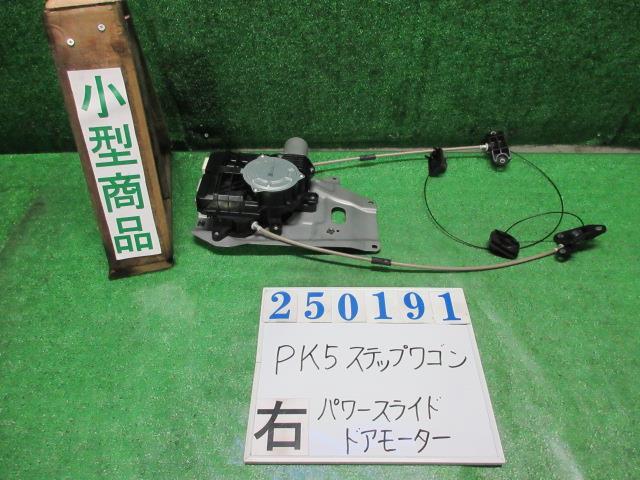 小型商品
250191
PK5 ステップワゴン
右
パワースライド
ドアモーター